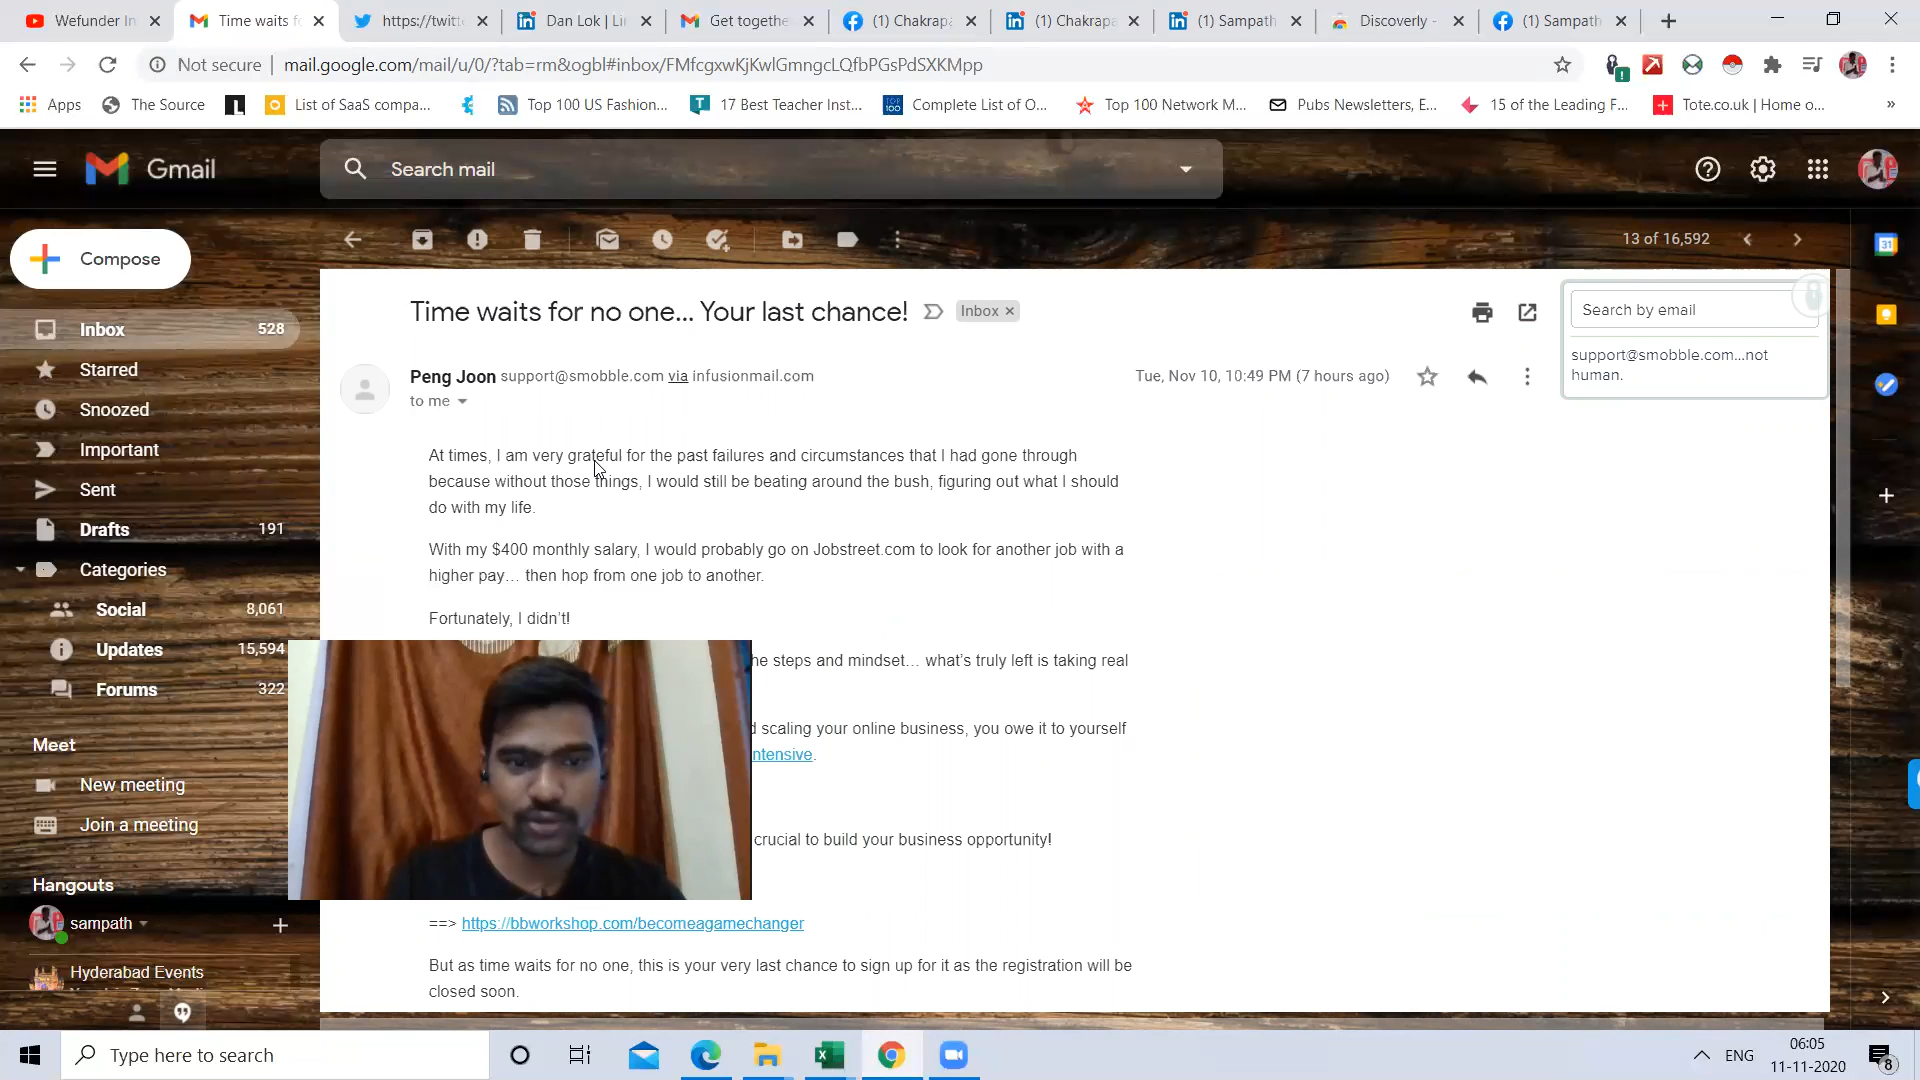 Wefunder In
Time waits f
https://twitt
Dan Lok | Li
Get togethe
(1) Chakrapa
(1) Chakrapa
(1) Sampath
Discoverly -
(1) Sampath
Not secure
mail.google.com/mail/u/0/?tab=rm&ogbl#inbox/FMfcgxwKjKwlGmngcLQfbPGsPdSXKMpp
Apps
The Source
List of SaaS compa...
Top 100 US Fashion...
17 Best Teacher Inst...
Complete List of O...
Top 100 Network M...
Pubs Newsletters, E...
15 of the Leading F...
Tote.co.uk | Home o...
»
Gmail
Search mail
Compose
13 of 16,592
Inbox 528
Starred
Snoozed
Important
Sent
Drafts 191
Categories
Social 8,061
Updates 15,594
Forums 322
Meet
New meeting
Join a meeting
Hangouts
sampath
Hyderabad Events
Time waits for no one... Your last chance!
Inbox ×
Peng Joon support@smobble.com via infusionmail.com
Tue, Nov 10, 10:49 PM (7 hours ago)
to me
Search by email
support@smobble.com...not
human.
31
At times, I am very grateful for the past failures and circumstances that I had gone through
because without those things, I would still be beating around the bush, figuring out what I should
do with my life.
With my $400 monthly salary, I would probably go on Jobstreet.com to look for another job with a
higher pay… then hop from one job to another.
Fortunately, I didn't!
he steps and mindset… what's truly left is taking real
scaling your online business, you owe it to yourself
ntensive.
crucial to build your business opportunity!
==> https://bbworkshop.com/becomeagamechanger
But as time waits for no one, this is your very last chance to sign up for it as the registration will be
closed soon.
Type here to search
ENG
06:05
11-11-2020
8